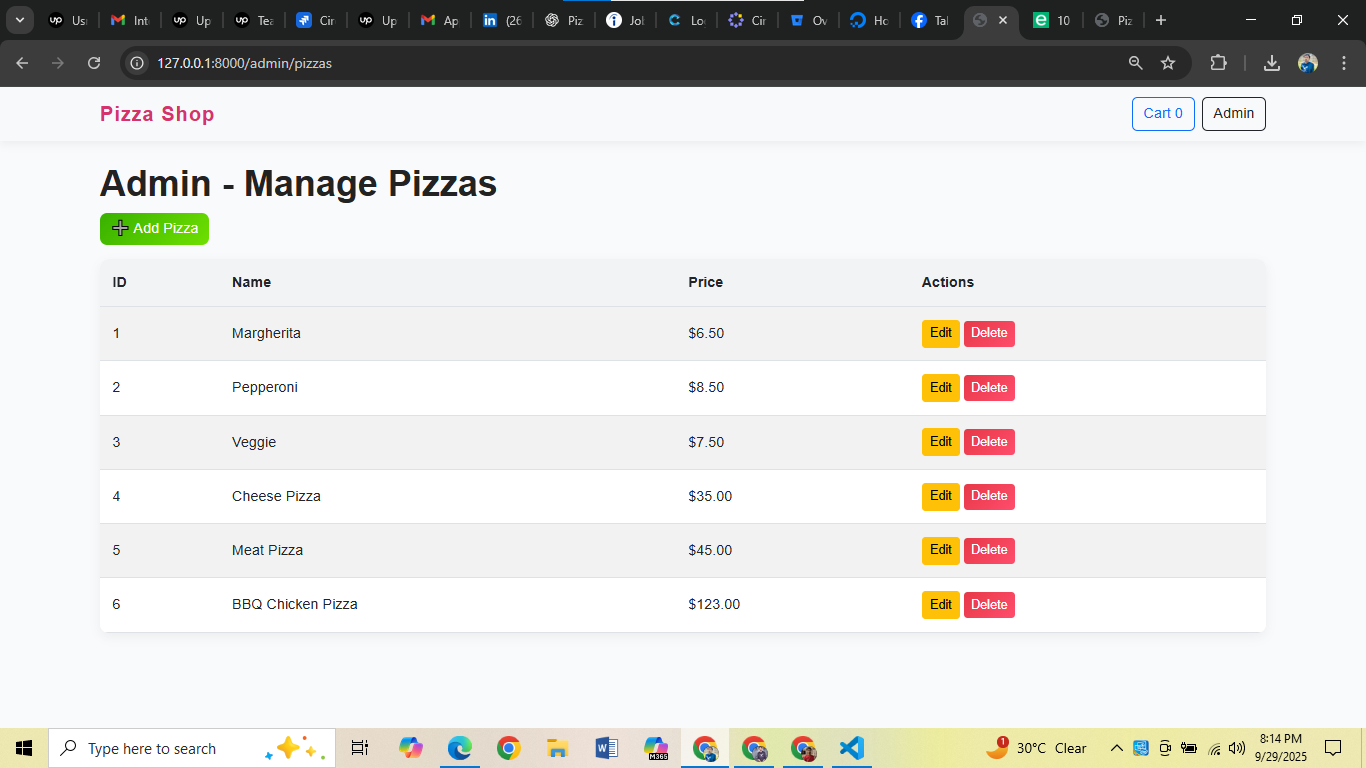 Us
Int
Up
Tea
Cir
Up
Ap
(26
Piz
Jol
Lo
Cir
Ov
Ho
Tal
10
Piz
127.0.0.1:8000/admin/pizzas
Pizza Shop
Cart 0
Admin
Admin - Manage Pizzas
➕ Add Pizza
ID Name Price Actions
1 Margherita $6.50 Edit Delete
2 Pepperoni $8.50 Edit Delete
3 Veggie $7.50 Edit Delete
4 Cheese Pizza $35.00 Edit Delete
5 Meat Pizza $45.00 Edit Delete
6 BBQ Chicken Pizza $123.00 Edit Delete
Type here to search
M365
1
30°C Clear
8:14 PM
9/29/2025